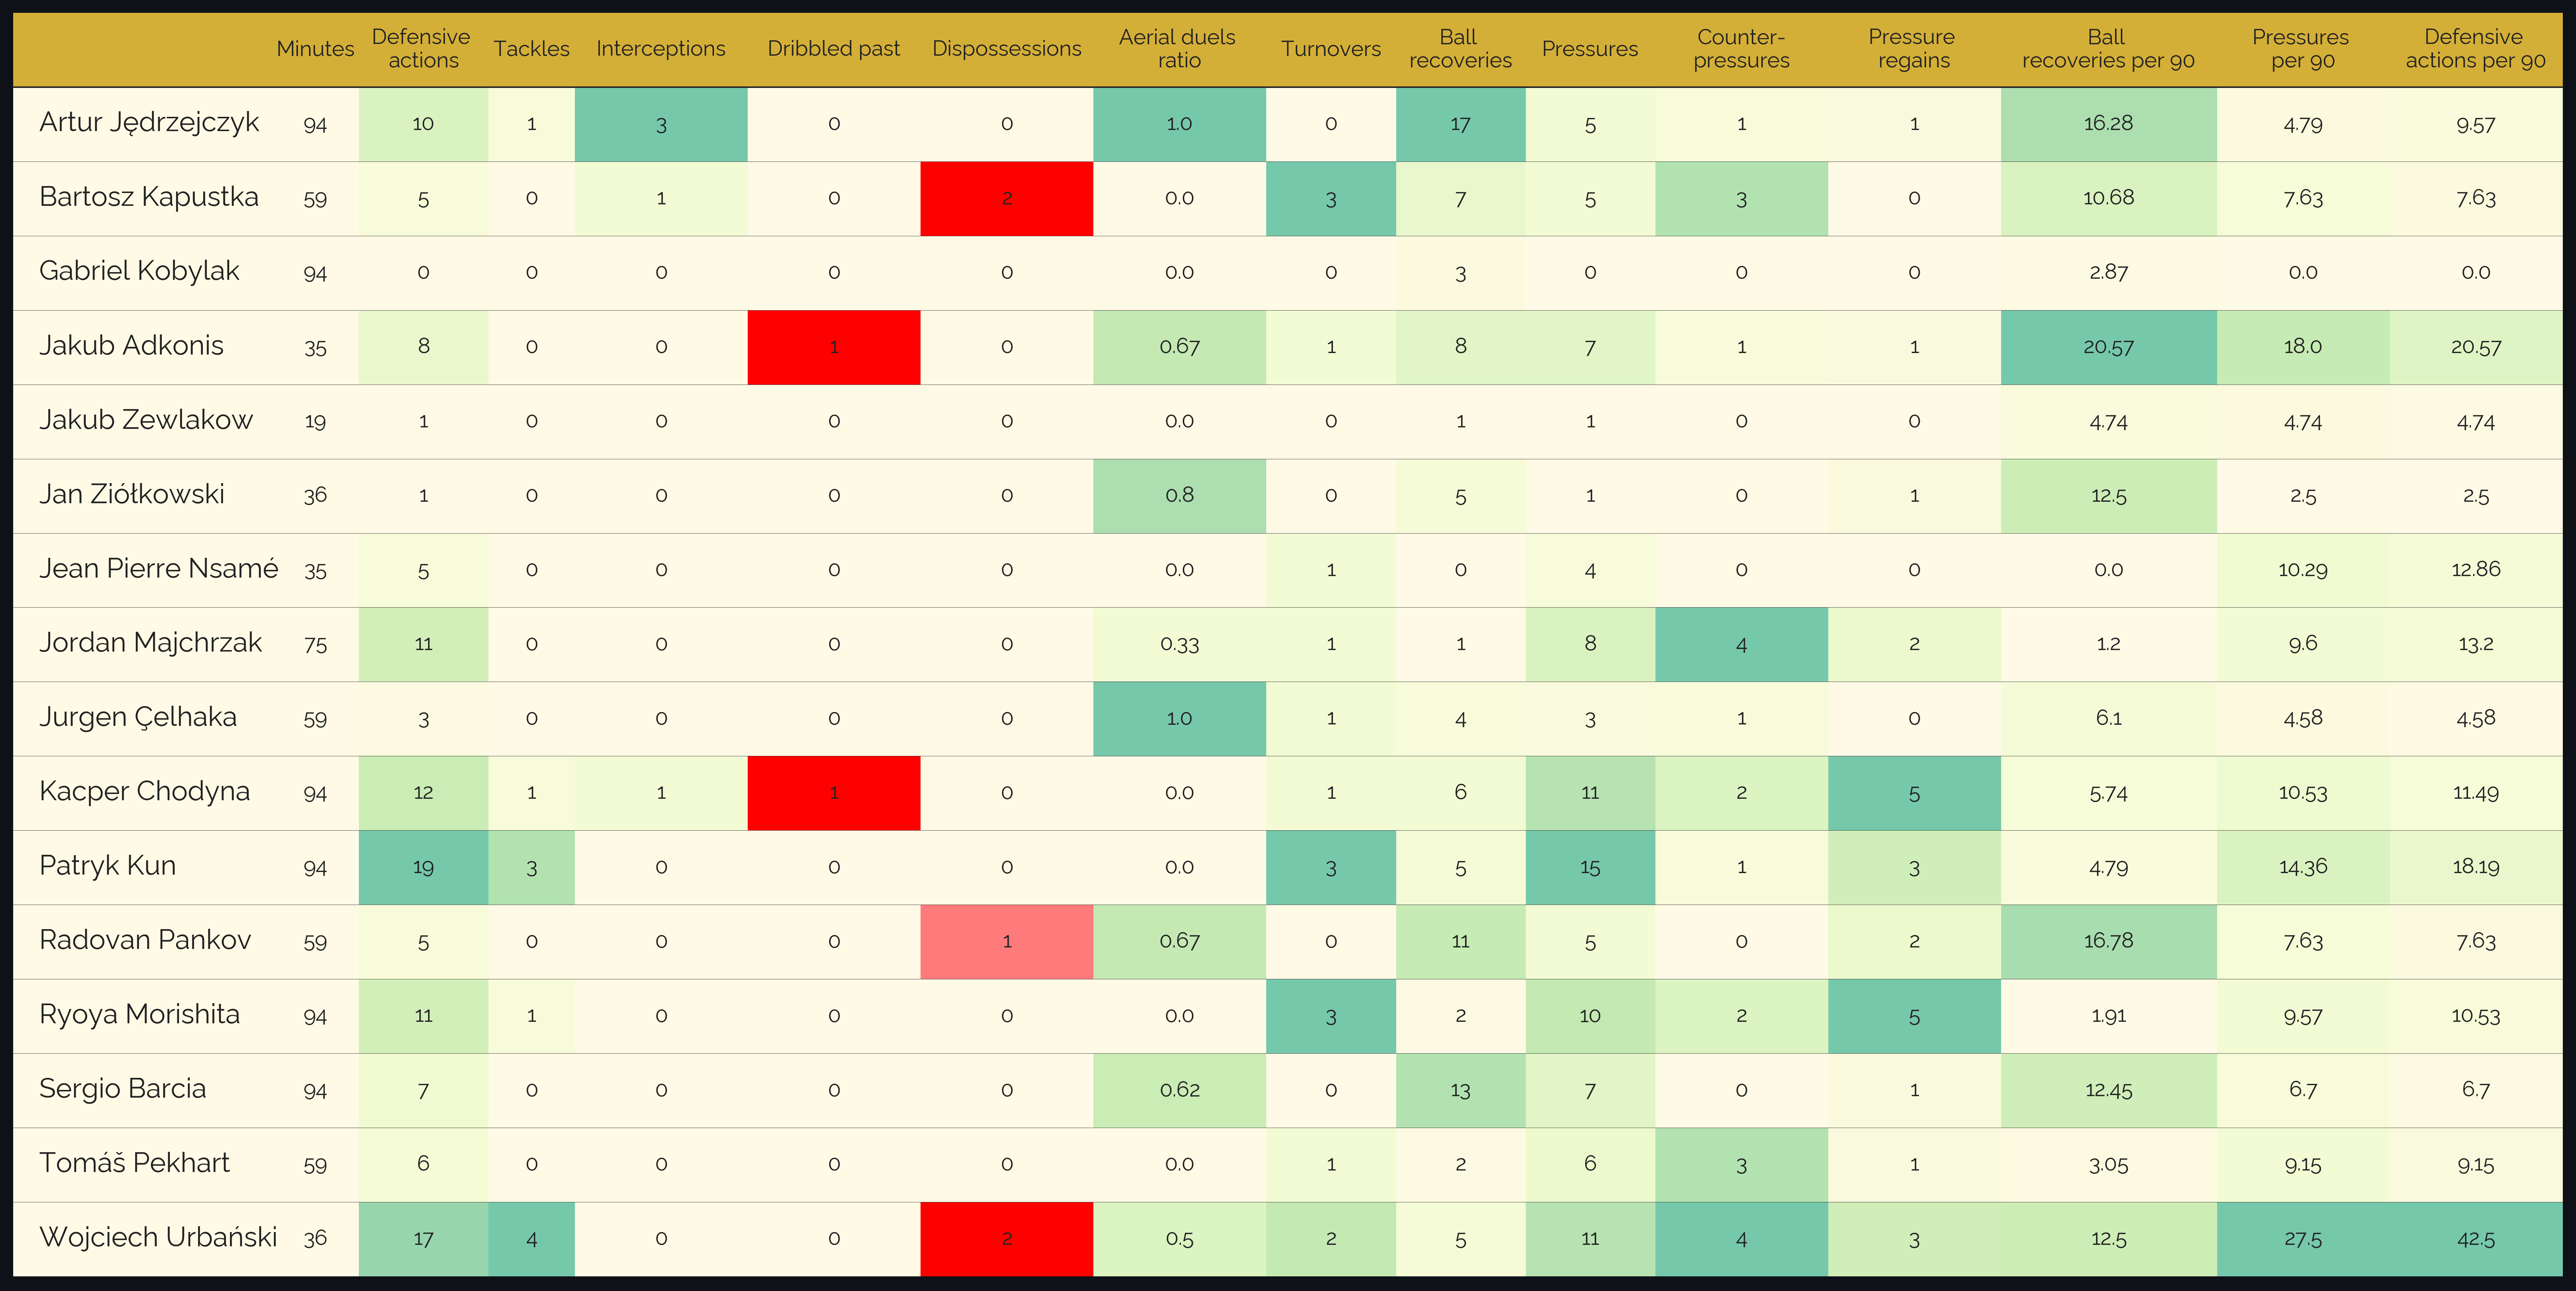 Minutes Defensive actions Tackles Interceptions Dribbled past Dispossessions Aerial duels ratio Turnovers Ball recoveries Pressures Counter-pressures Pressure regains Ball recoveries per 90 Pressures per 90 Defensive actions per 90
Artur Jędrzejczyk 94 10 1 3 0 0 1.0 0 17 5 1 1 16.28 4.79 9.57
Bartosz Kapustka 59 5 0 1 0 2 0.0 3 7 5 3 0 10.68 7.63 7.63
Gabriel Kobylak 94 0 0 0 0 0 0.0 0 3 0 0 0 2.87 0.0 0.0
Jakub Adkonis 35 8 0 0 1 0 0.67 1 8 7 1 1 20.57 18.0 20.57
Jakub Zewlakow 19 1 0 0 0 0 0.0 0 1 1 0 0 4.74 4.74 4.74
Jan Ziółkowski 36 1 0 0 0 0 0.8 0 5 1 0 1 12.5 2.5 2.5
Jean Pierre Nsamé 35 5 0 0 0 0 0.0 1 0 4 0 0 0.0 10.29 12.86
Jordan Majchrzak 75 11 0 0 0 0 0.33 1 1 8 4 2 1.2 9.6 13.2
Jurgen Çelhaka 59 3 0 0 0 0 1.0 1 4 3 1 0 6.1 4.58 4.58
Kacper Chodyna 94 12 1 1 1 0 0.0 1 6 11 2 5 5.74 10.53 11.49
Patryk Kun 94 19 3 0 0 0 0.0 3 5 15 1 3 4.79 14.36 18.19
Radovan Pankov 59 5 0 0 0 1 0.67 0 11 5 0 2 16.78 7.63 7.63
Ryoya Morishita 94 11 1 0 0 0 0.0 3 2 10 2 5 1.91 9.57 10.53
Sergio Barcia 94 7 0 0 0 0 0.62 0 13 7 0 1 12.45 6.7 6.7
Tomáš Pekhart 59 6 0 0 0 0 0.0 1 2 6 3 1 3.05 9.15 9.15
Wojciech Urbański 36 17 4 0 0 2 0.5 2 5 11 4 3 12.5 27.5 42.5